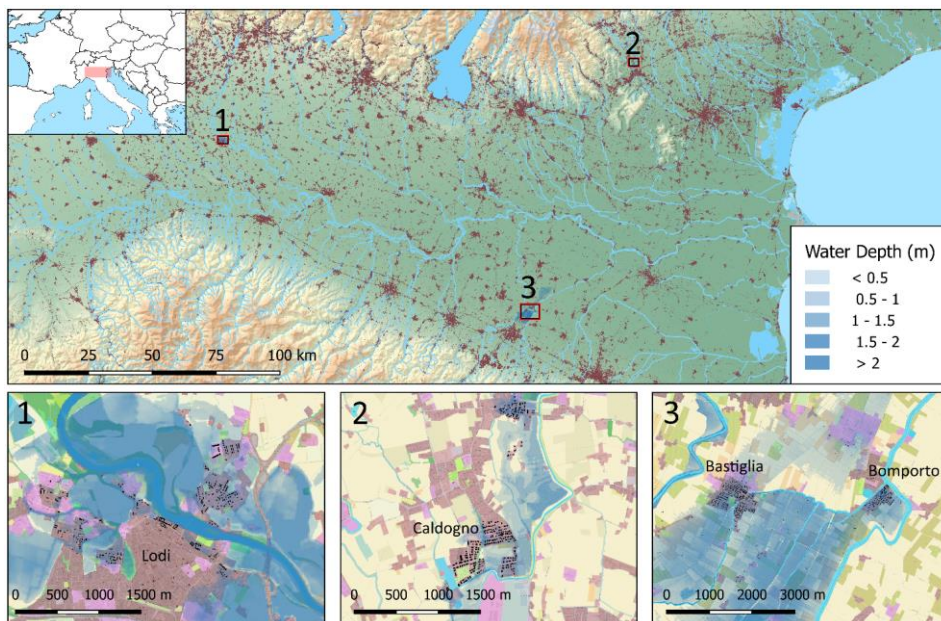 1
2
3
0 25 50 75 100 km
Water Depth (m)
< 0.5
0.5 - 1
1 - 1.5
1.5 - 2
> 2
1
Lodi
0 500 1000 1500 m
2
Caldogno
0 500 1000 1500 m
3
Bastiglia
Bomporto
0 1000 2000 3000 m